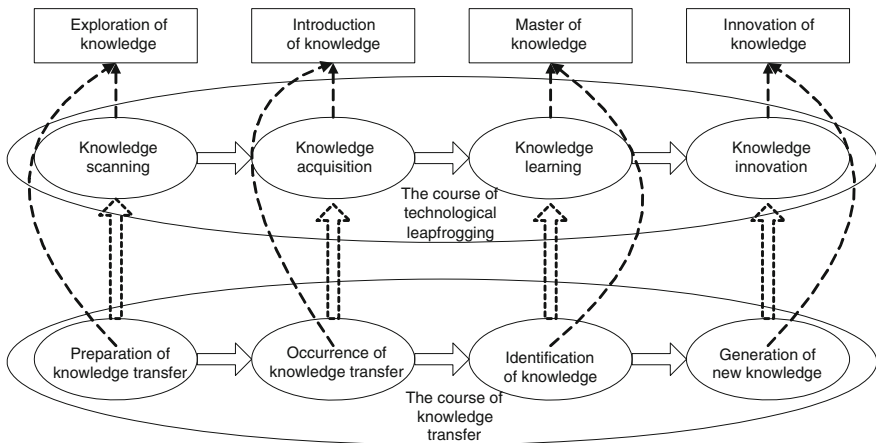 Exploration of
knowledge
Introduction
of knowledge
Master of
knowledge
Innovation of
knowledge
Knowledge
scanning
Knowledge
acquisition
Knowledge
learning
Knowledge
innovation
The course of
technological
leapfrogging
Preparation of
knowledge transfer
Occurrence of
knowledge transfer
Identification
of knowledge
Generation of
new knowledge
The course of
knowledge
transfer